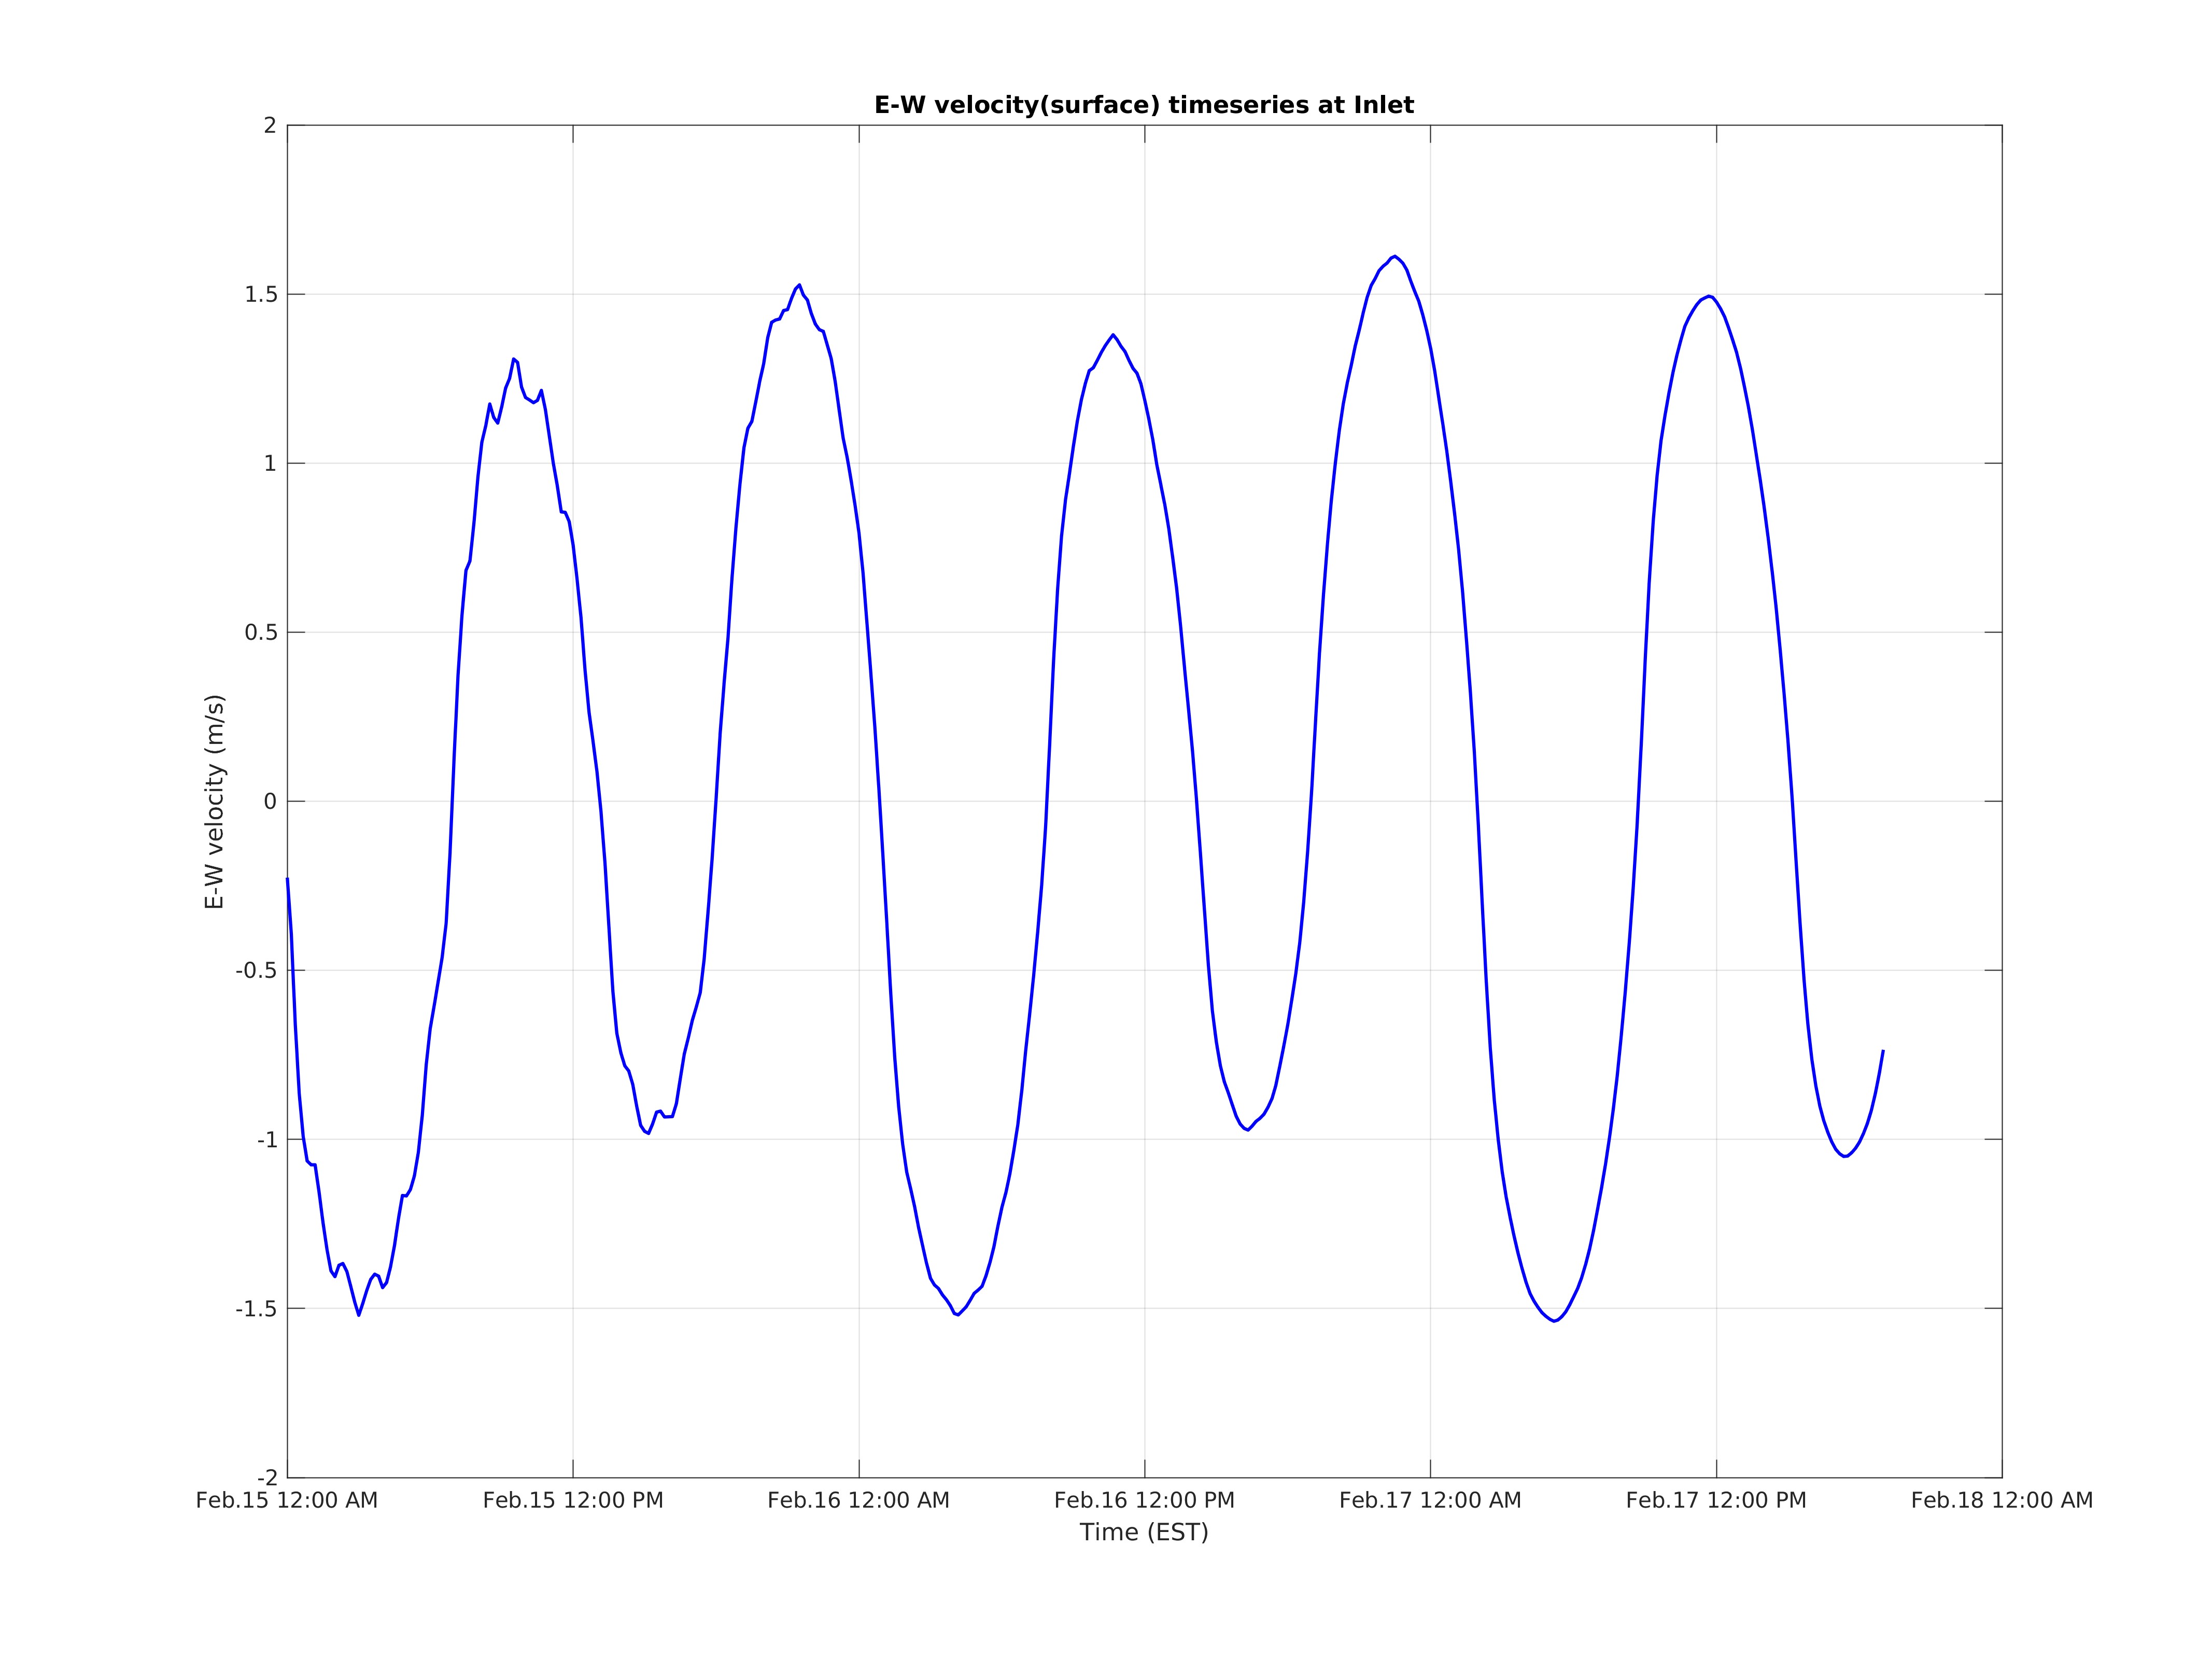 E-W velocity(surface) timeseries at Inlet
2
1.5
1
0.5
0
-0.5
-1
-1.5
-2
E-W velocity (m/s)
Feb.15 12:00 AM Feb.15 12:00 PM Feb.16 12:00 AM Feb.16 12:00 PM Feb.17 12:00 AM Feb.17 12:00 PM Feb.18 12:00 AM
Time (EST)